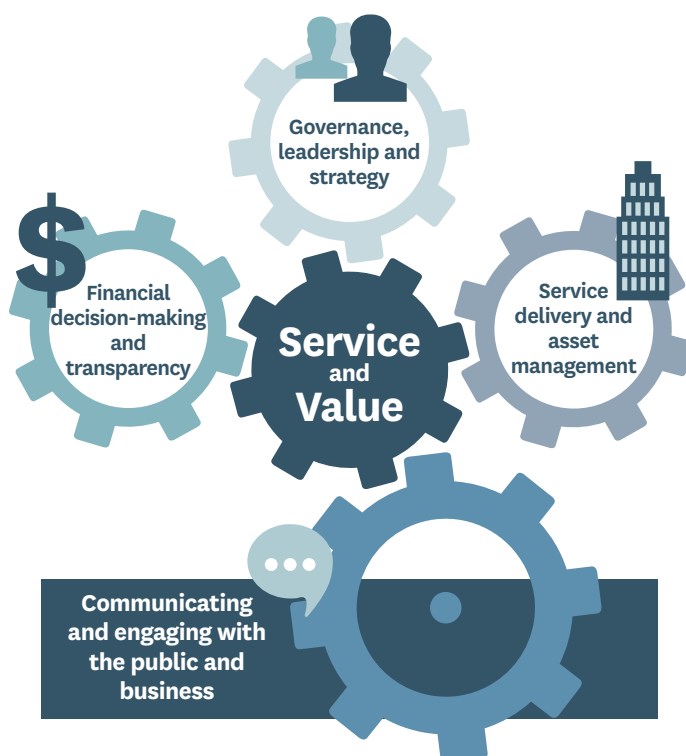 Governance,
leadership and
strategy
Financial
decision-making
and
transparency
$
Service
and
Value
Service
delivery and
asset
management
Communicating
and engaging with
the public and
business